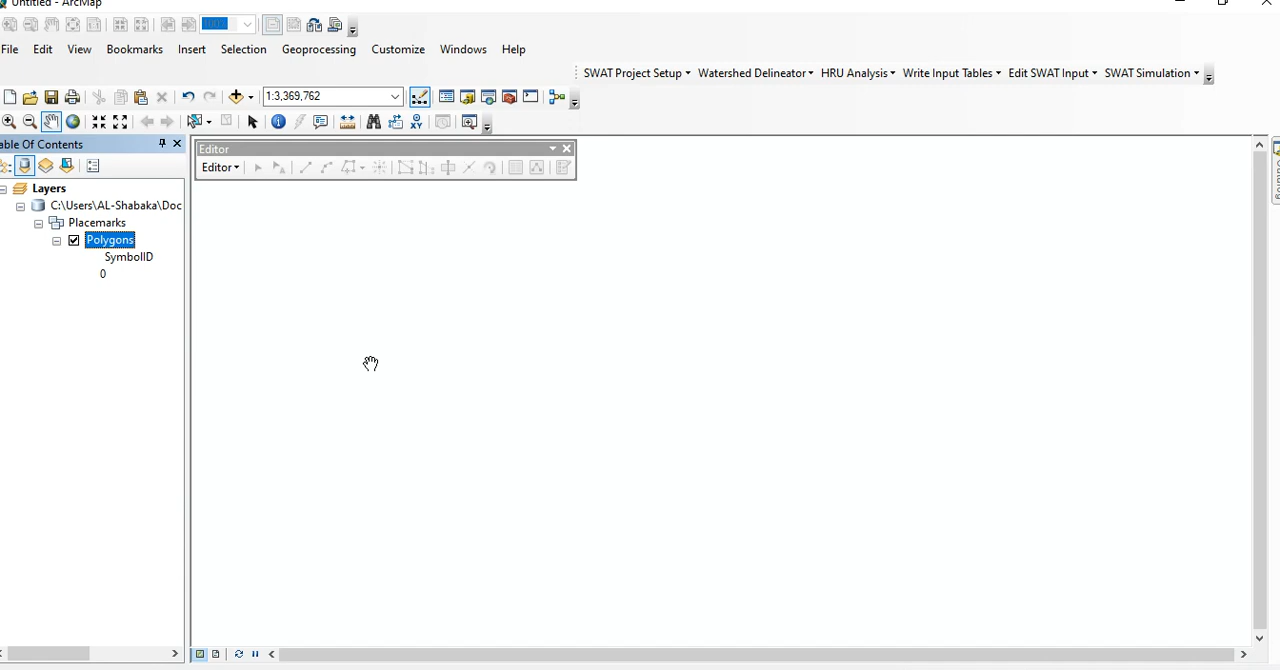 Untitled - ArcMap
100%
File Edit View Bookmarks Insert Selection Geoprocessing Customize Windows Help
SWAT Project Setup Watershed Delineator HRU Analysis Write Input Tables Edit SWAT Input SWAT Simulation
1:3,369,762
able Of Contents
Editor
Editor
Layers
C:\Users\AL-Shabaka\Doc
Placemarks
Polygons
SymbolID
0